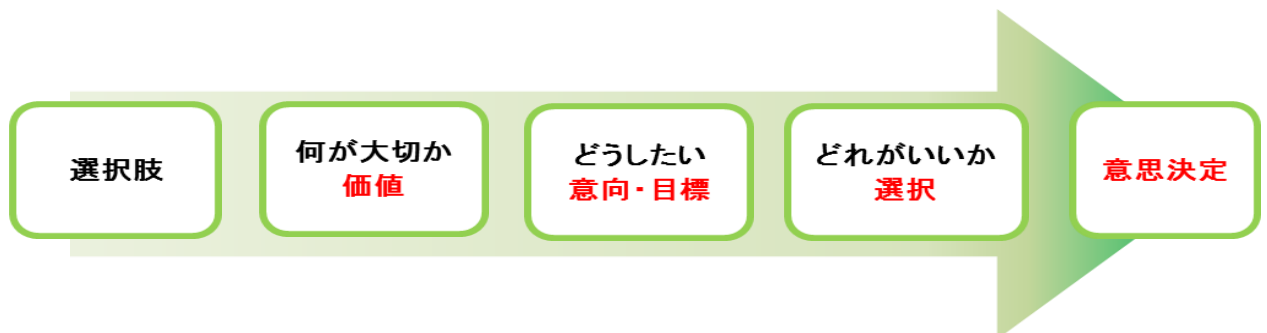 選択肢
何が大切か
価値
どうしたい
意向・目標
どれがいいか
選択
意思決定